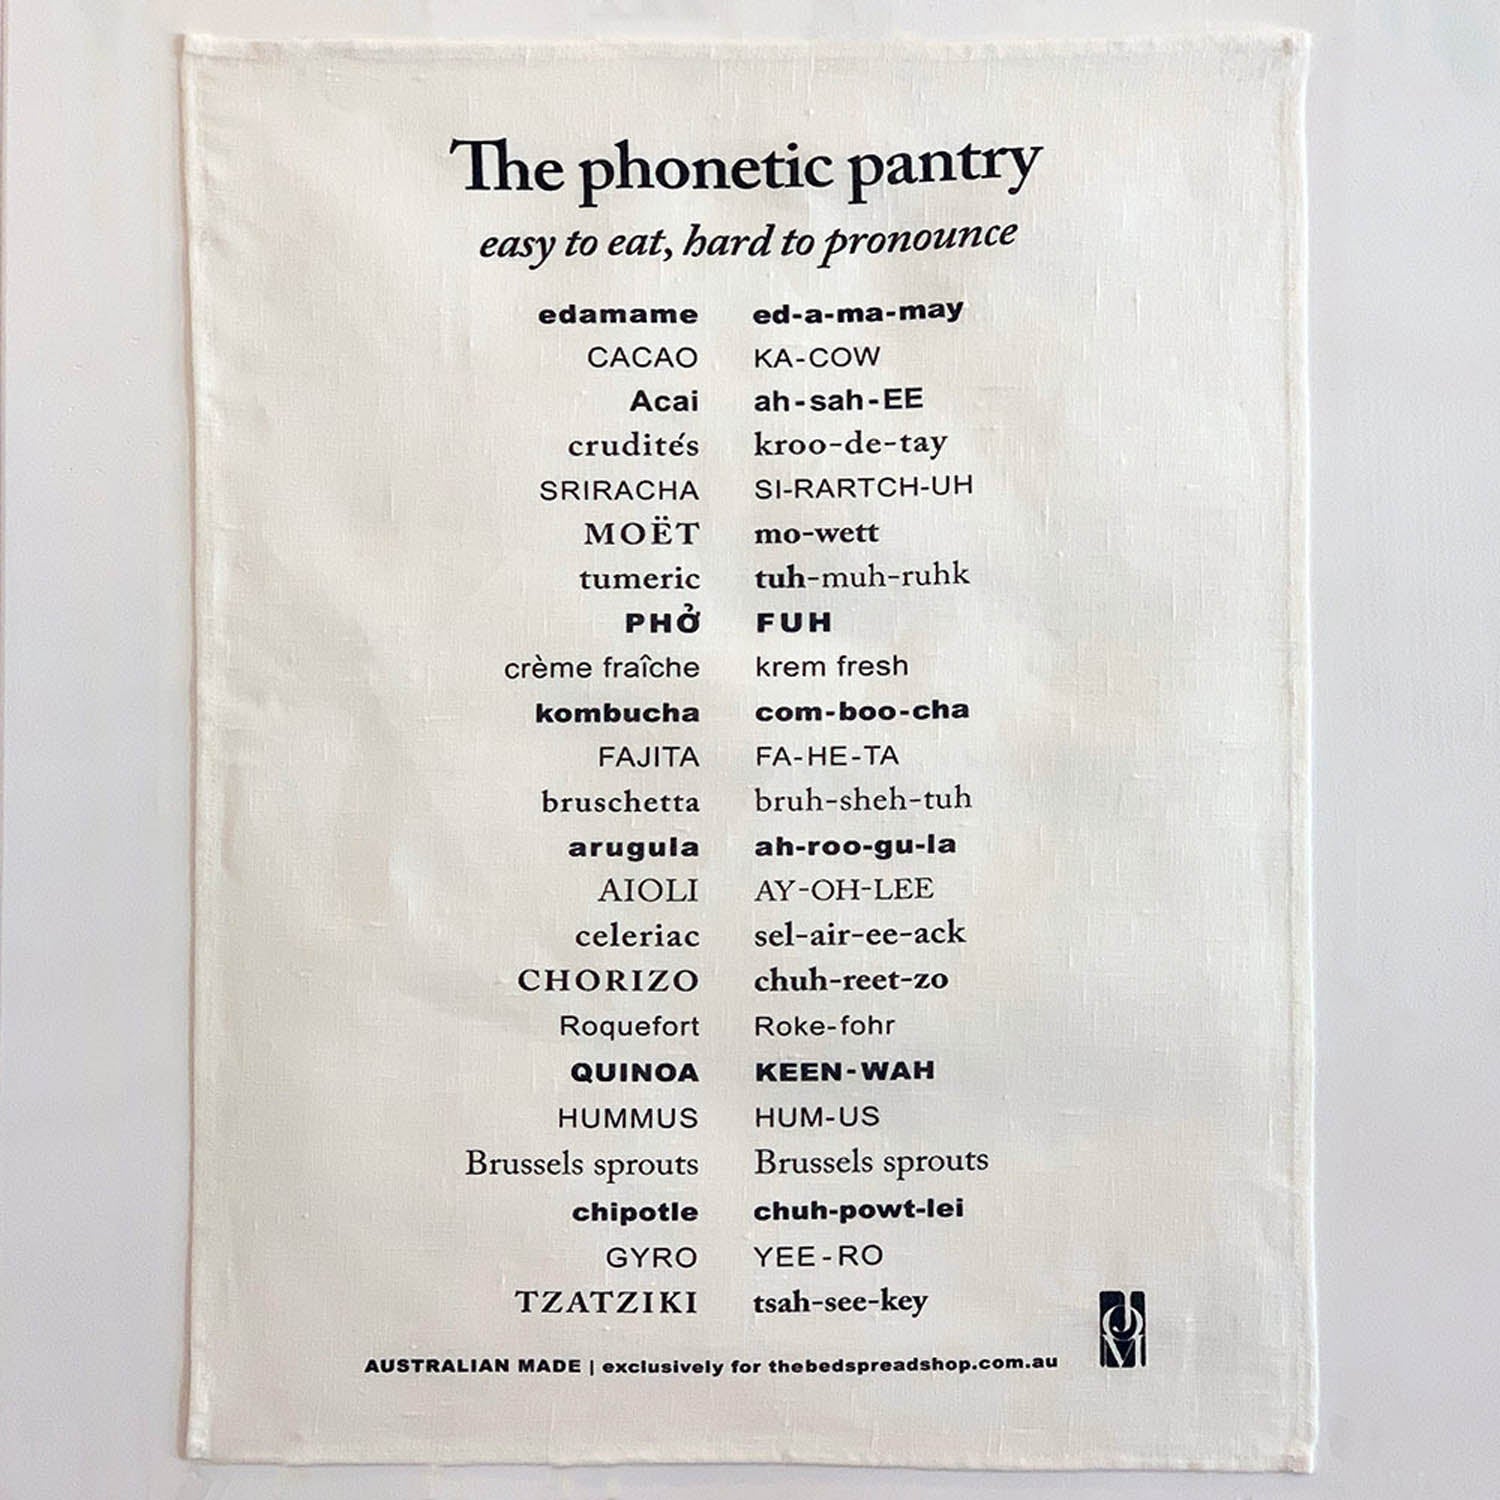 The phonetic pantry
easy to eat, hard to pronounce
edamame ed-a-ma-may
CACAO KA-COW
Acai ah-sah-EE
crudités kroo-de-tay
SRIRACHA SI-RARTCH-UH
MOËT mo-wett
tumeric tuh-muh-ruhk
PHỞ FUH
crème fraîche krem fresh
kombucha com-boo-cha
FAJITA FA-HE-TA
bruschetta bruh-sheh-tuh
arugula ah-roo-gu-la
AIOLI AY-OH-LEE
celeriac sel-air-ee-ack
CHORIZO chuh-reet-zo
Roquefort Roke-fohr
QUINOA KEEN-WAH
HUMMUS HUM-US
Brussels sprouts Brussels sprouts
chipotle chuh-powt-lei
GYRO YEE-RO
TZATZIKI tsah-see-key
AUSTRALIAN MADE | exclusively for thebedspreadshop.com.au